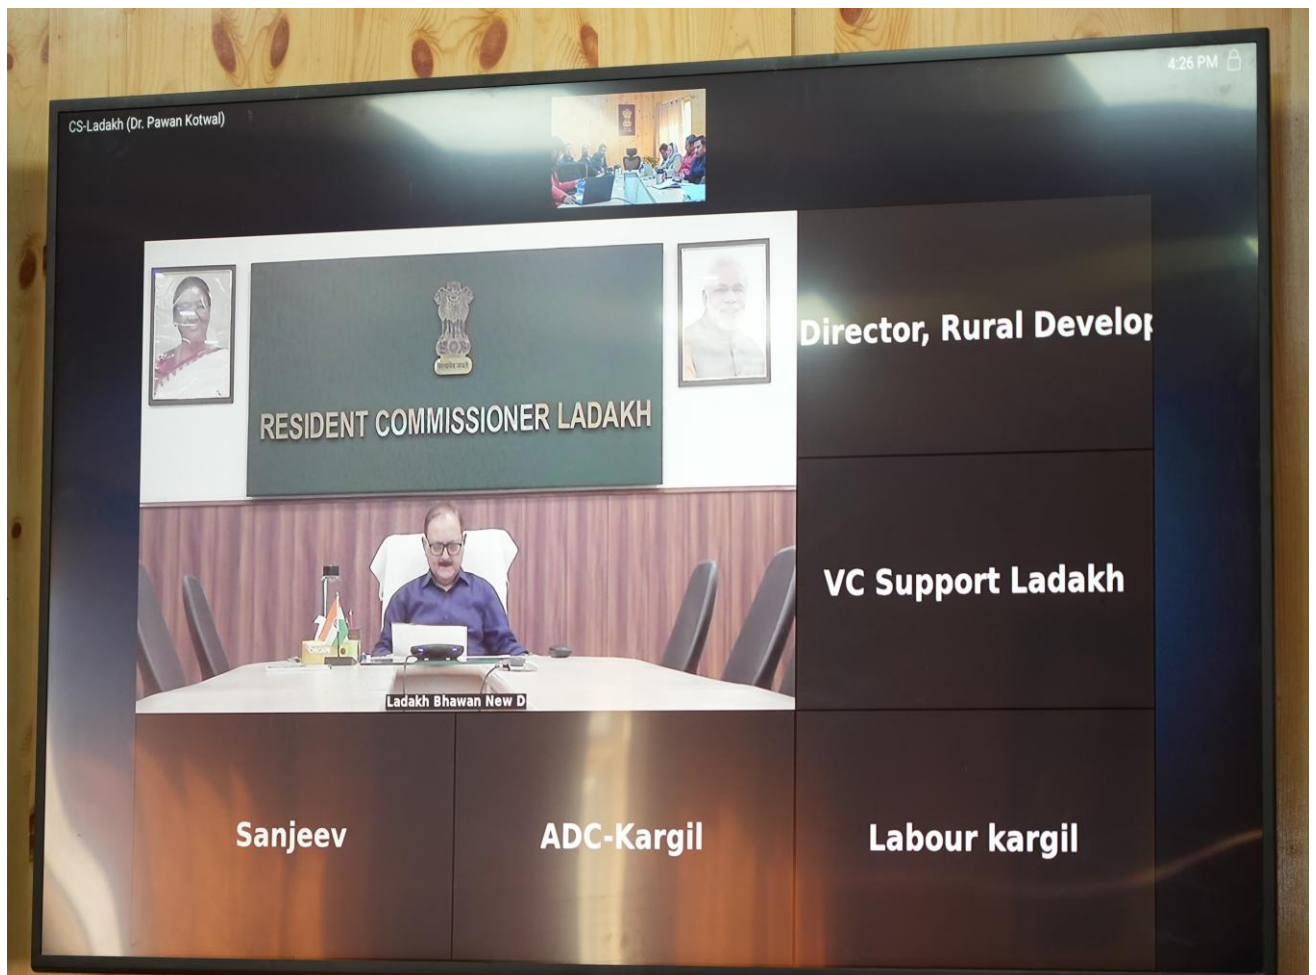 4:26 PM
CS-Ladakh (Dr. Pawan Kotwal)
RESIDENT COMMISSIONER LADAKH
Director, Rural Develop
VC Support Ladakh
Ladakh Bhawan New D
Sanjeev
ADC-Kargil
Labour kargil